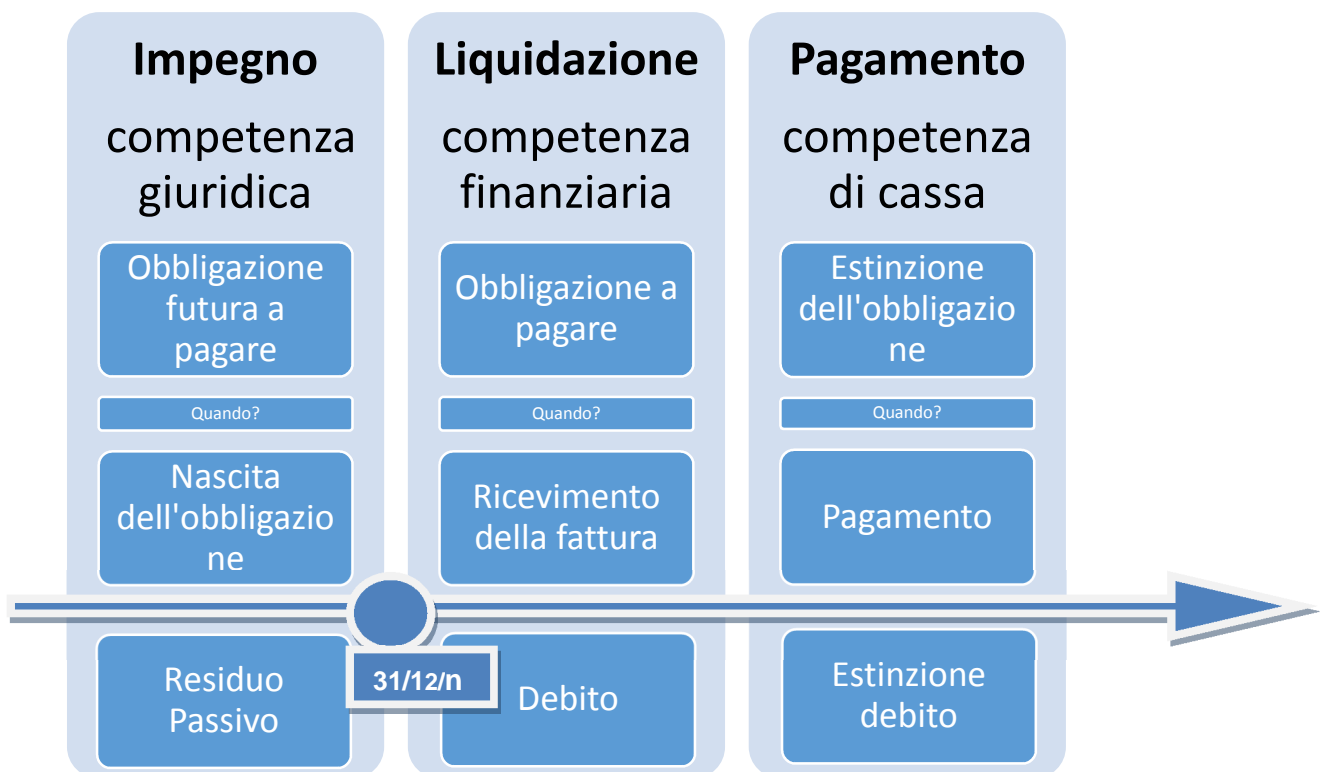 Impegno
competenza
giuridica
Obbligazione
futura a
pagare
Quando?
Nascita
dell'obbligazio
ne
Residuo
Passivo
31/12/n
Liquidazione
competenza
finanziaria
Obbligazione a
pagare
Quando?
Ricevimento
della fattura
Debito
Pagamento
competenza
di cassa
Estinzione
dell'obbligazio
ne
Quando?
Pagamento
Estinzione
debito